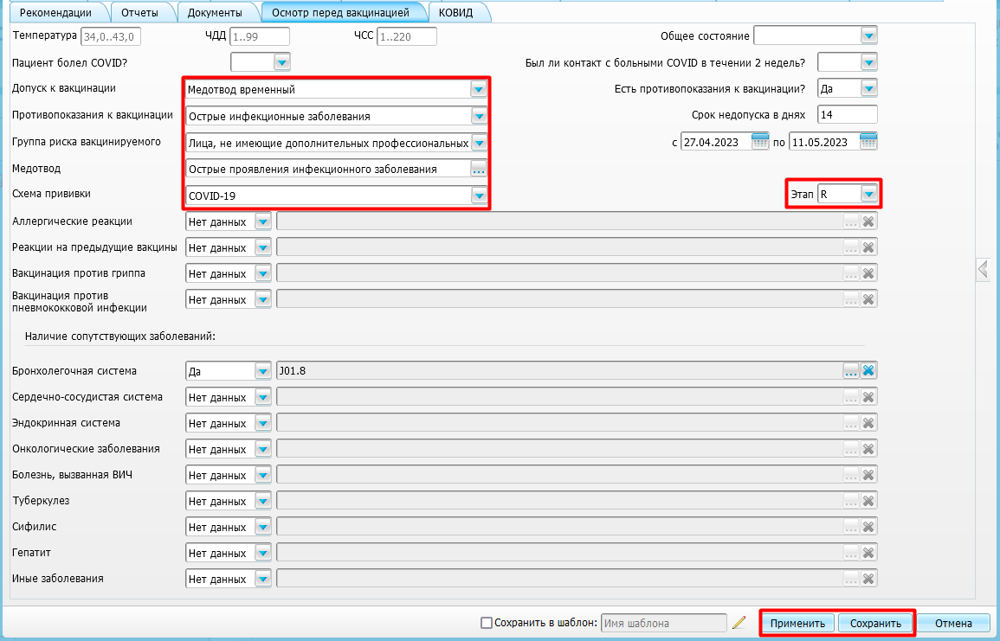 Рекомендации Отчеты Документы Осмотр перед вакцинацией КОВИД
Температура 34,0..43,0 ЧДД 1..99 ЧСС 1..220 Общее состояние
Пациент болел COVID? Был ли контакт с больными COVID в течении 2 недель?
Допуск к вакцинации Медотвод временный Есть противопоказания к вакцинации? Да
Противопоказания к вакцинации Острые инфекционные заболевания Срок недопуска в днях 14
Группа риска вакцинируемого Лица, не имеющие дополнительных профессиональных с 27.04.2023 по 11.05.2023
Медотвод Острые проявления инфекционного заболевания ...
Схема прививки COVID-19 Этап R
Аллергические реакции Нет данных ...
Реакции на предыдущие вакцины Нет данных ...
Вакцинация против гриппа Нет данных ...
Вакцинация против
пневмококковой инфекции Нет данных ...
Наличие сопутствующих заболеваний:
Бронхолегочная система Да J01.8 ...
Сердечно-сосудистая система Нет данных ...
Эндокринная система Нет данных ...
Онкологические заболевания Нет данных ...
Болезнь, вызванная ВИЧ Нет данных ...
Туберкулез Нет данных ...
Сифилис Нет данных ...
Гепатит Нет данных ...
Иные заболевания Нет данных ...
Сохранить в шаблон: Имя шаблона Применить Сохранить Отмена